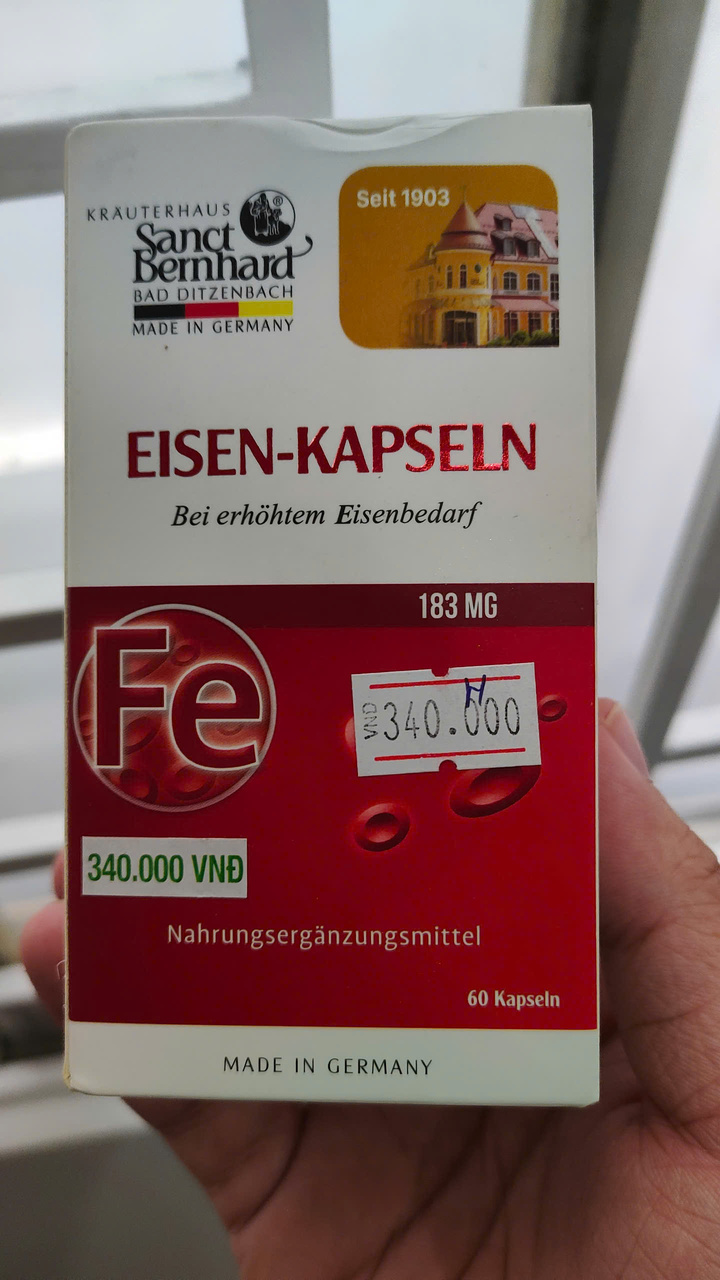 KRÄUTERHAUS
®
Sanct
Bernhard
BAD DITZENBACH
MADE IN GERMANY
Seit 1903
EISEN-KAPSELN
Bei erhöhtem Eisenbedarf
183 MG
Fe
VNĐ 340.000
H
340.000 VNĐ
Nahrungsergänzungsmittel
60 Kapseln
MADE IN GERMANY